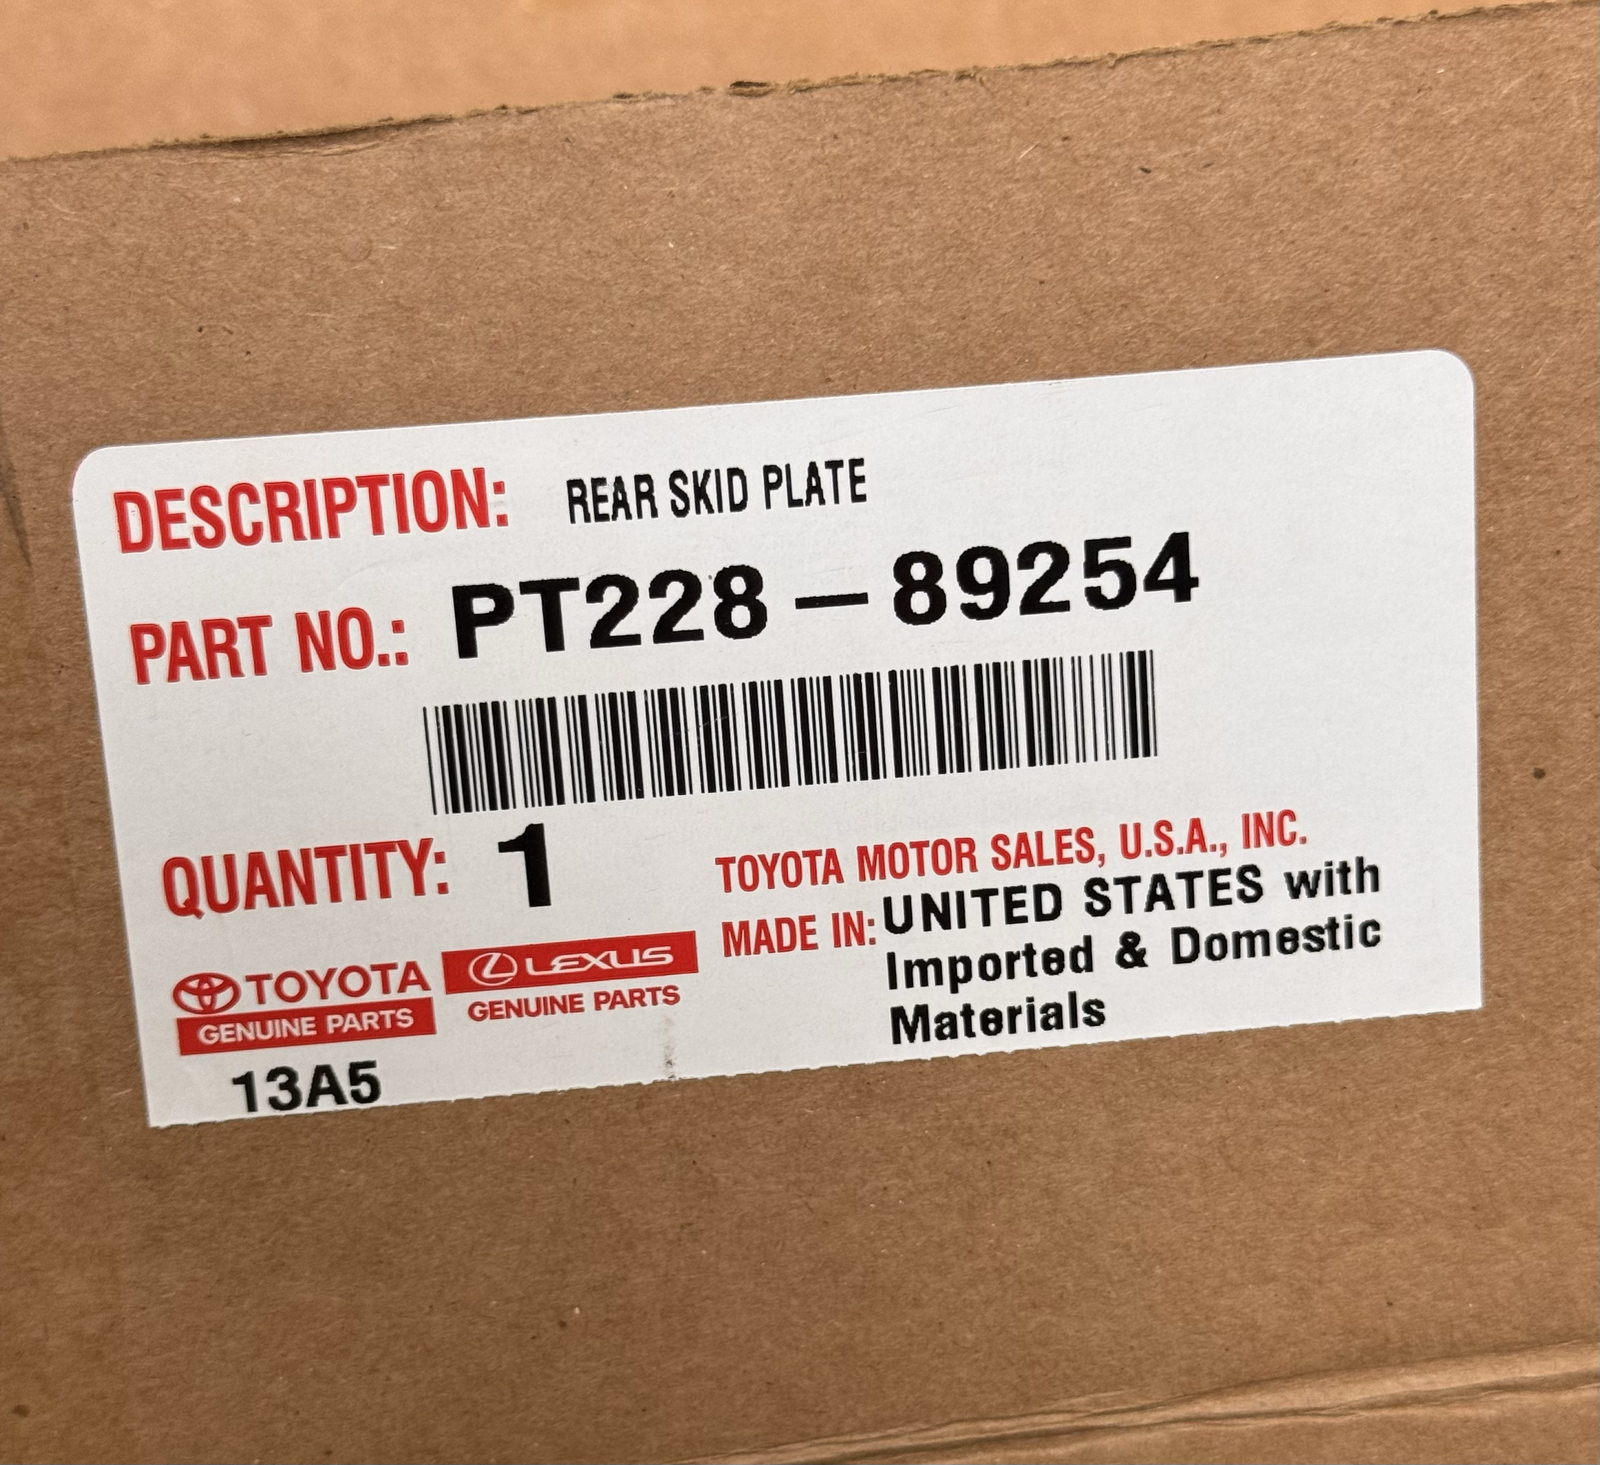 DESCRIPTION: REAR SKID PLATE
PART NO.: PT228-89254
QUANTITY: 1
TOYOTA MOTOR SALES, U.S.A., INC.
MADE IN: UNITED STATES with
Imported & Domestic
Materials
TOYOTA
GENUINE PARTS
LEXUS
GENUINE PARTS
13A5